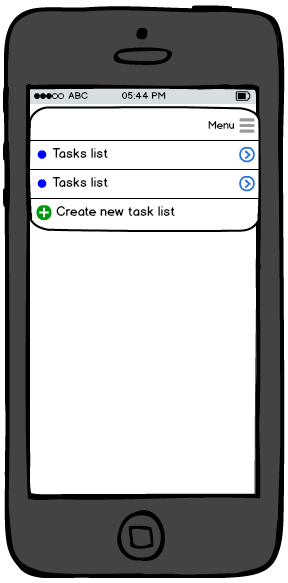 ABC 05:44 PM
Menu
Tasks list
Tasks list
Create new task list